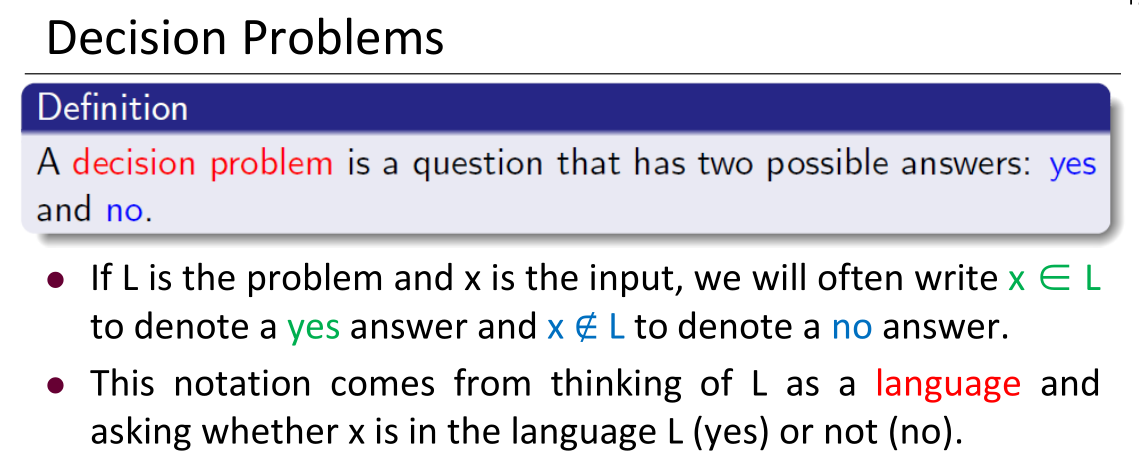 Decision Problems
Definition
A decision problem is a question that has two possible answers: yes
and no.
● If L is the problem and x is the input, we will often write x ∈ L
to denote a yes answer and x ∉ L to denote a no answer.
● This notation comes from thinking of L as a language and
asking whether x is in the language L (yes) or not (no).